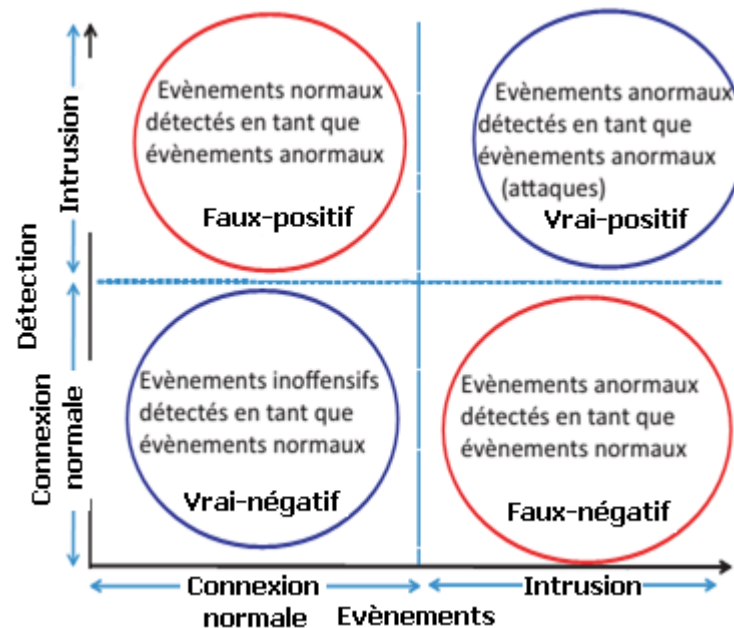 Intrusion
Détection
Connexion
normale
Evènements normaux
détectés en tant que
évènements anormaux
Faux-positif
Evènements anormaux
détectés en tant que
évènements anormaux
(attaques)
Vrai-positif
Evènements inoffensifs
détectés en tant que
évènements normaux
Vrai-négatif
Evènements anormaux
détectés en tant que
évènements normaux
Faux-négatif
Connexion
normale
Evènements
Intrusion